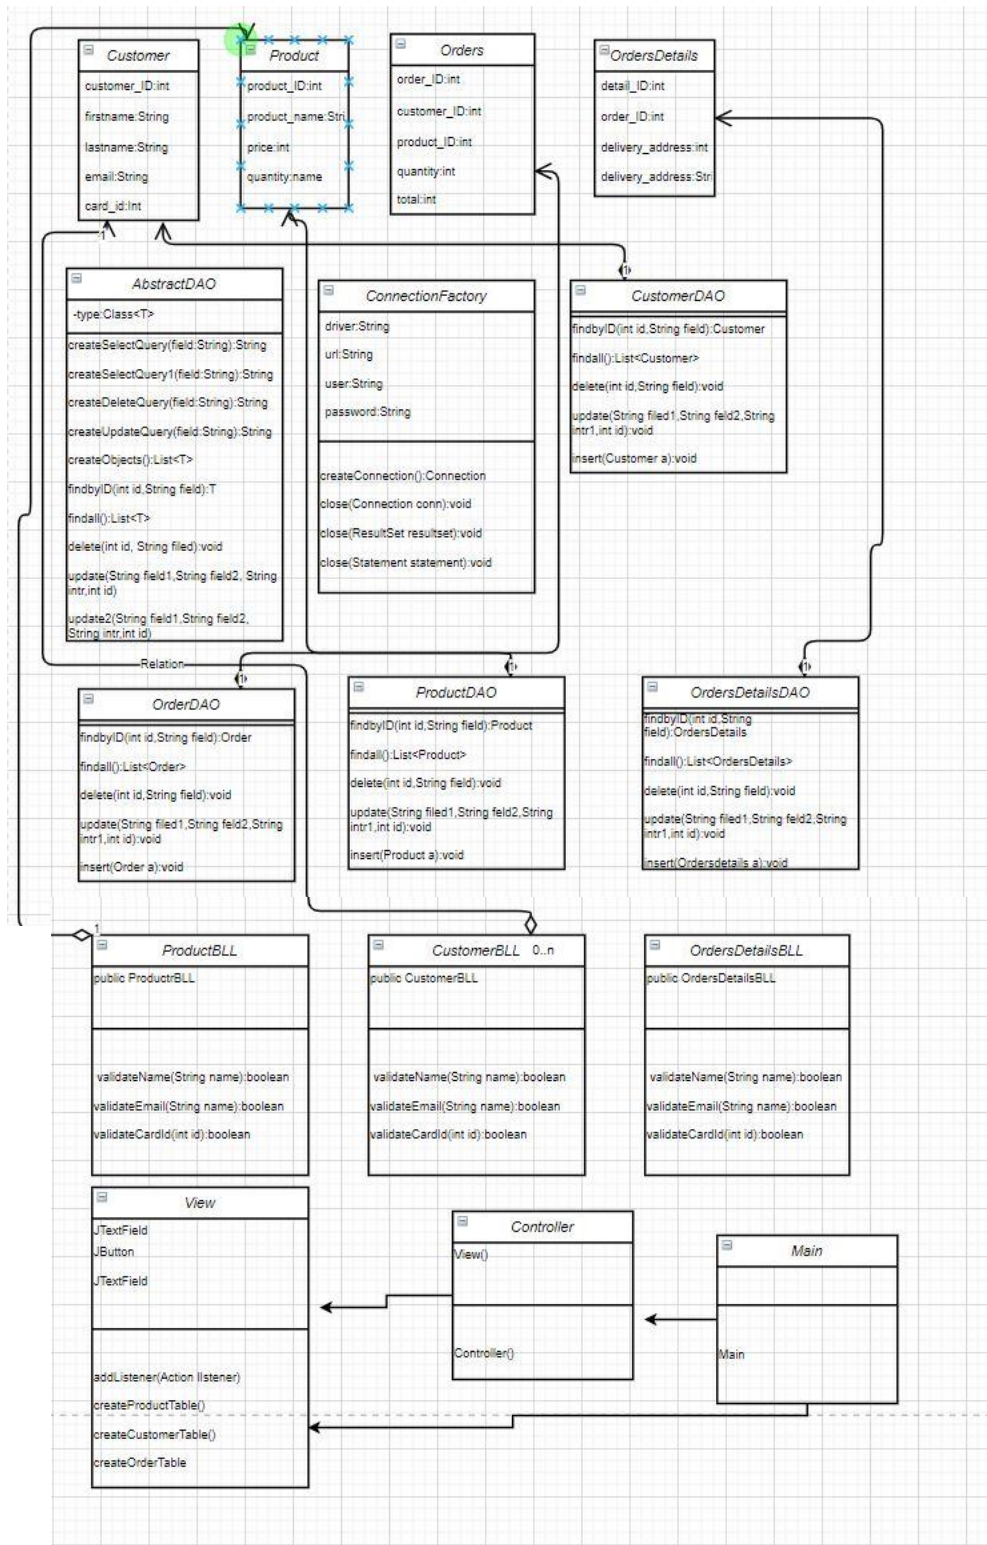 Customer
customer_ID:int
firstname:String
lastname:String
email:String
card_id:Int
Product
product_ID:int
product_name:Stri
price:int
quantity:name
Orders
order_ID:int
customer_ID:int
product_ID:int
quantity:int
total:int
OrdersDetails
detail_ID:int
order_ID:int
delivery_address:int
delivery_address:Stri
1
1
AbstractDAO
-type:Class<T>
createSelectQuery(field:String):String
createSelectQuery1(field:String):String
createDeleteQuery(field:String):String
createUpdateQuery(field:String):String
createObjects():List<T>
findbyID(int id,String field):T
findall():List<T>
delete(int id, String filed):void
update(String field1,String field2, String
intr,int id)
update2(String field1,String field2,
String intr,int id)
ConnectionFactory
driver:String
url:String
user:String
password:String
createConnection():Connection
close(Connection conn):void
close(ResultSet resultset):void
close(Statement statement):void
CustomerDAO
findbyID(int id,String field):Customer
findall():List<Customer>
delete(int id,String field):void
update(String filed1,String feld2,String
intr1,int id):void
insert(Customer a):void
Relation
1
1
1
OrderDAO
findbyID(int id,String field):Order
findall():List<Order>
delete(int id,String field):void
update(String filed1,String feld2,String
intr1,int id):void
insert(Order a):void
ProductDAO
findbyID(int id,String field):Product
findall():List<Product>
delete(int id,String field):void
update(String filed1,String feld2,String
intr1,int id):void
insert(Product a):void
OrdersDetailsDAO
findbyID(int id,String
field):OrdersDetails
findall():List<OrdersDetails>
delete(int id,String field):void
update(String filed1,String feld2,String
intr1,int id):void
insert(Ordersdetails a):void
1
ProductBLL
public ProductrBLL
validateName(String name):boolean
validateEmail(String name):boolean
validateCardId(int id):boolean
CustomerBLL
0..n
public CustomerBLL
validateName(String name):boolean
validateEmail(String name):boolean
validateCardId(int id):boolean
OrdersDetailsBLL
public OrdersDetailsBLL
validateName(String name):boolean
validateEmail(String name):boolean
validateCardId(int id):boolean
View
JTextField
JButton
JTextField
addListener(Action listener)
createProductTable()
createCustomerTable()
createOrderTable
Controller
View()
Controller()
Main
Main